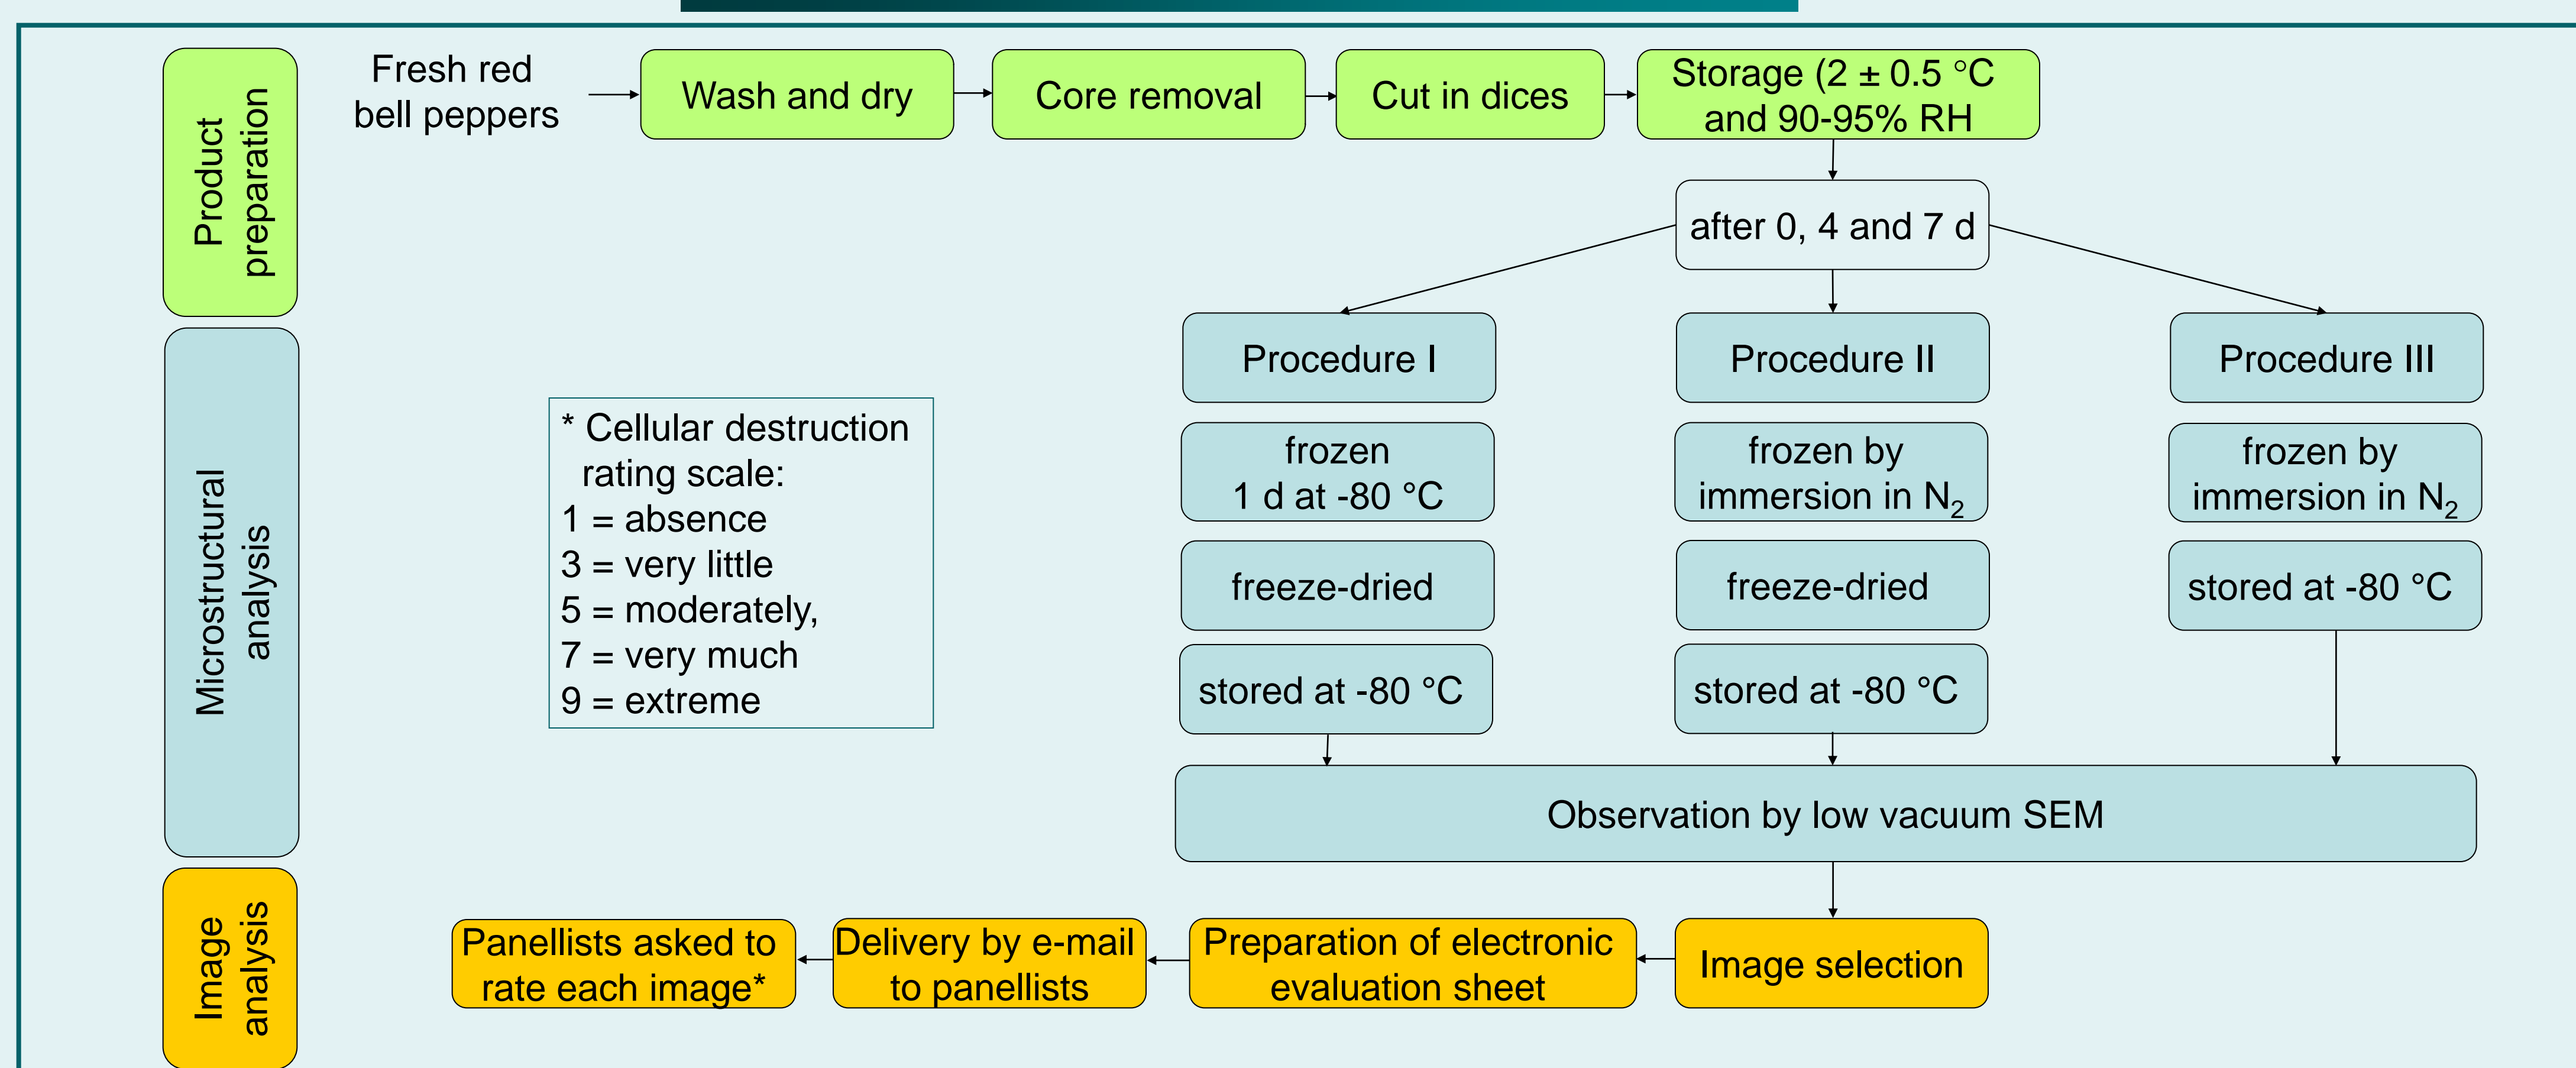 Product
preparation
Fresh red
bell peppers
Wash and dry
Core removal
Cut in dices
Storage (2 ± 0.5 °C
and 90-95% RH
after 0, 4 and 7 d
Microstructural
analysis
* Cellular destruction
rating scale:
1 = absence
3 = very little
5 = moderately,
7 = very much
9 = extreme
Procedure I
frozen
1 d at -80 °C
freeze-dried
stored at -80 °C
Procedure II
frozen by
immersion in N₂
freeze-dried
stored at -80 °C
Procedure III
frozen by
immersion in N₂
stored at -80 °C
Observation by low vacuum SEM
Image
analysis
Image selection
Preparation of electronic
evaluation sheet
Delivery by e-mail
to panellists
Panellists asked to
rate each image*